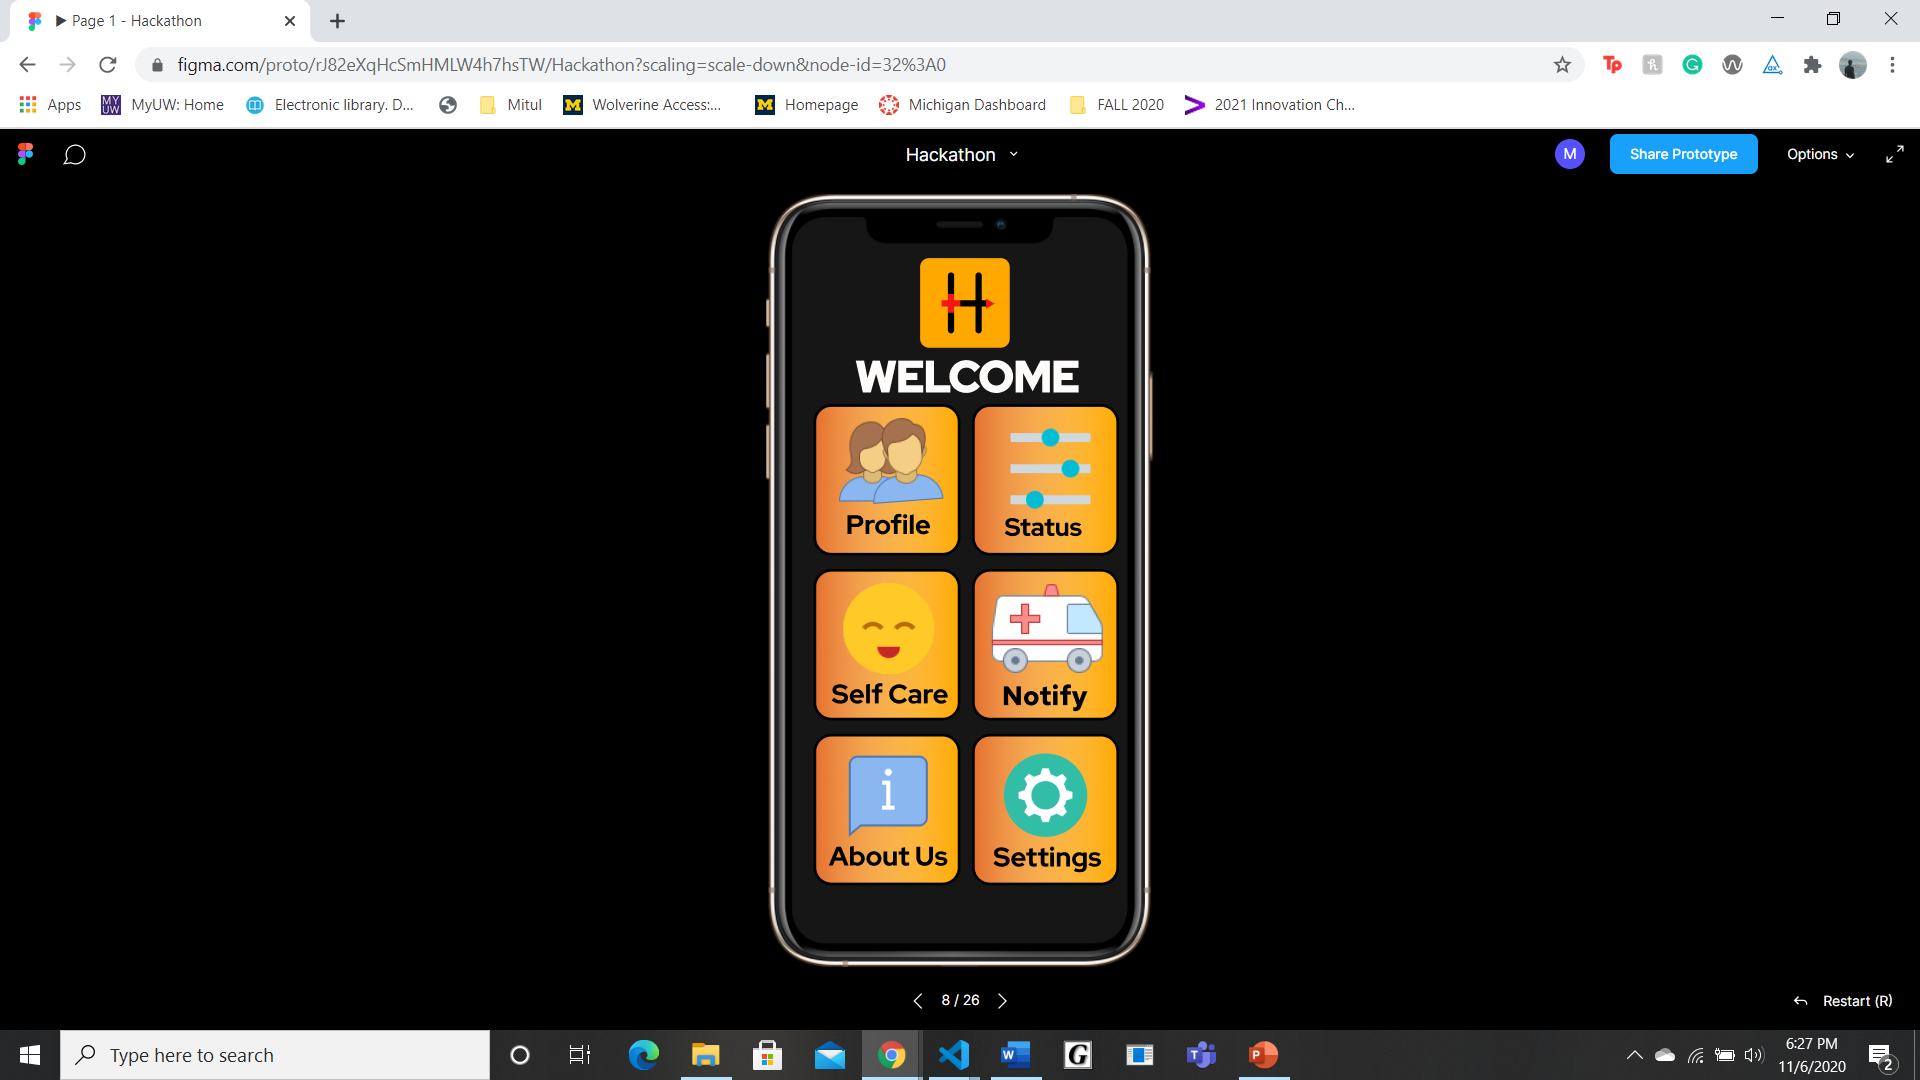 Page 1 - Hackathon
figma.com/proto/rJ82eXqHcSmHMLW4h7hsTW/Hackathon?scaling=scale-down&node-id=32%3A0
Apps MyUW: Home Electronic library. D... Mitul Wolverine Access:... Homepage Michigan Dashboard FALL 2020 2021 Innovation Ch...
Hackathon
M
Share Prototype
Options
H
WELCOME
Profile
Status
Self Care
Notify
About Us
Settings
8 / 26
Restart (R)
Type here to search
6:27 PM
11/6/2020
2